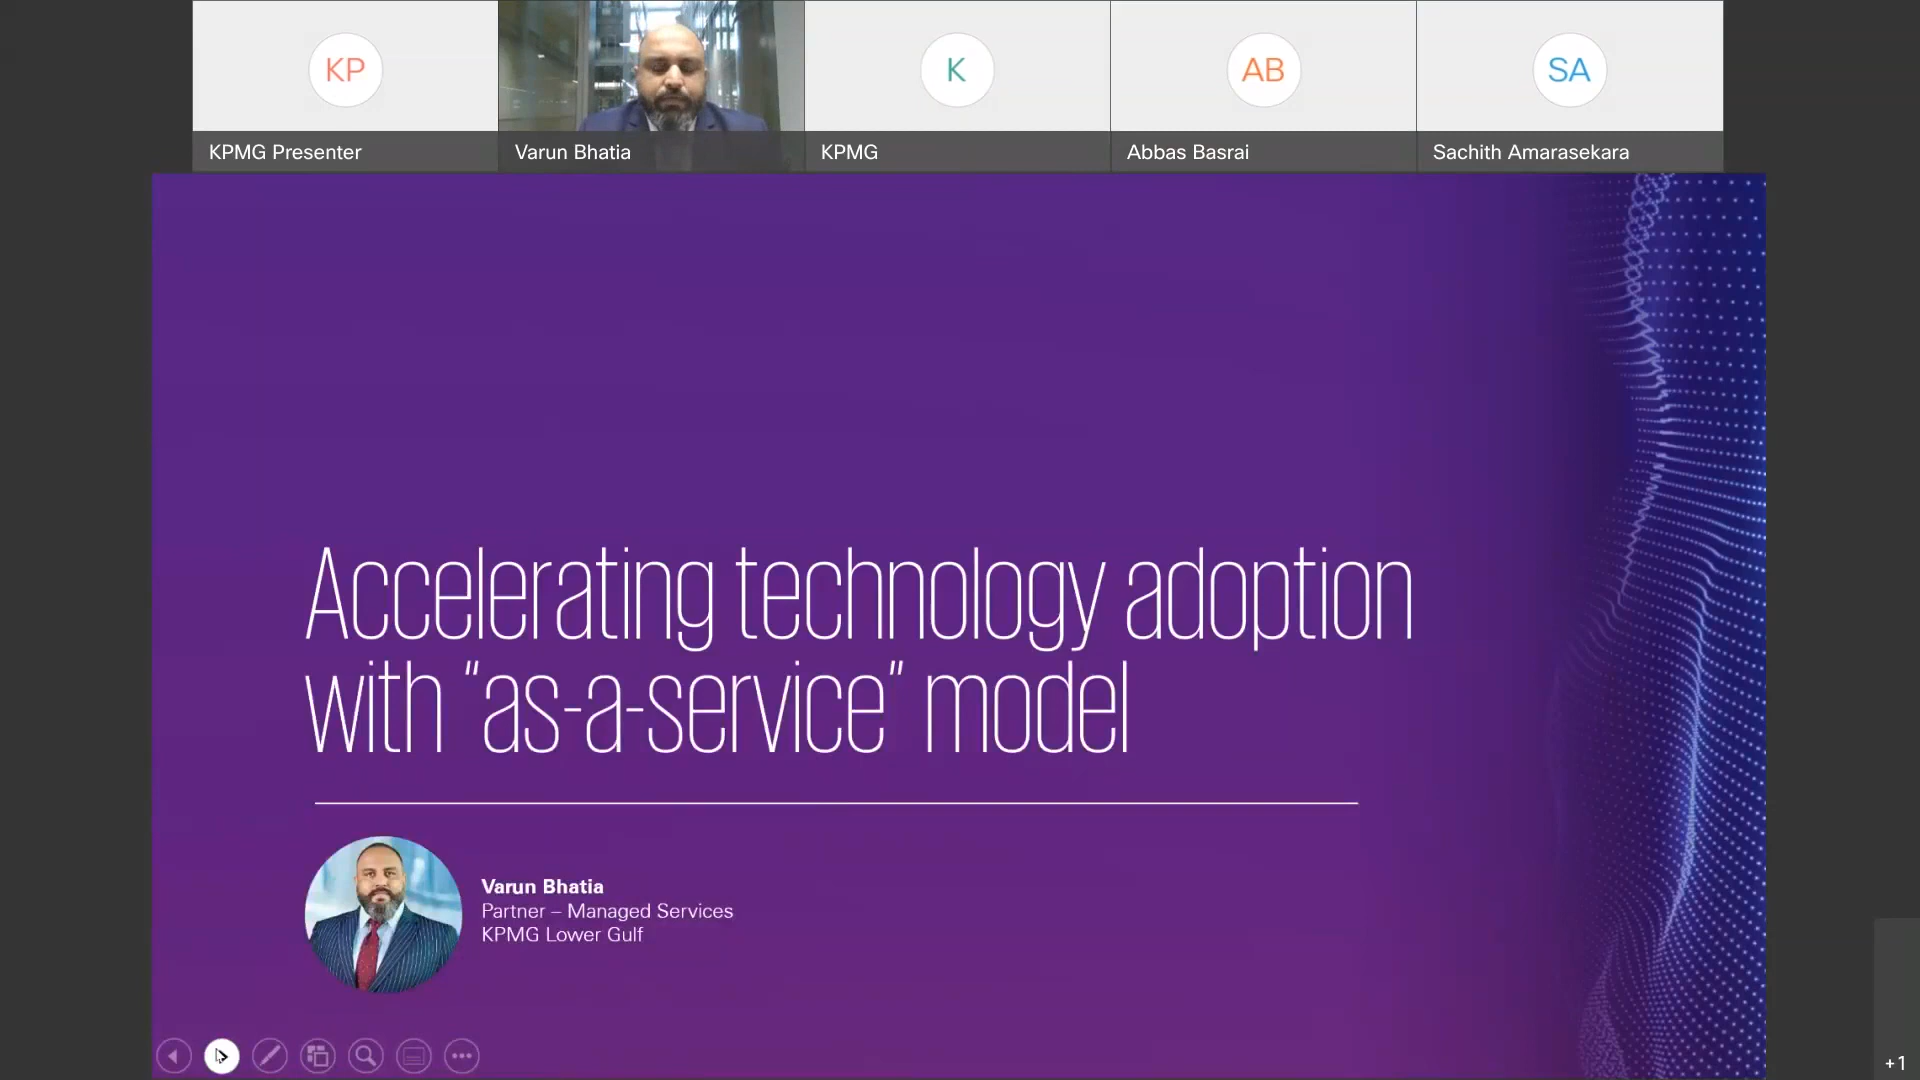 KP
K
AB
SA
KPMG Presenter
Varun Bhatia
KPMG
Abbas Basrai
Sachith Amarasekara
Accelerating technology adoption
with “as-a-service” model
Varun Bhatia
Partner – Managed Services
KPMG Lower Gulf
+1